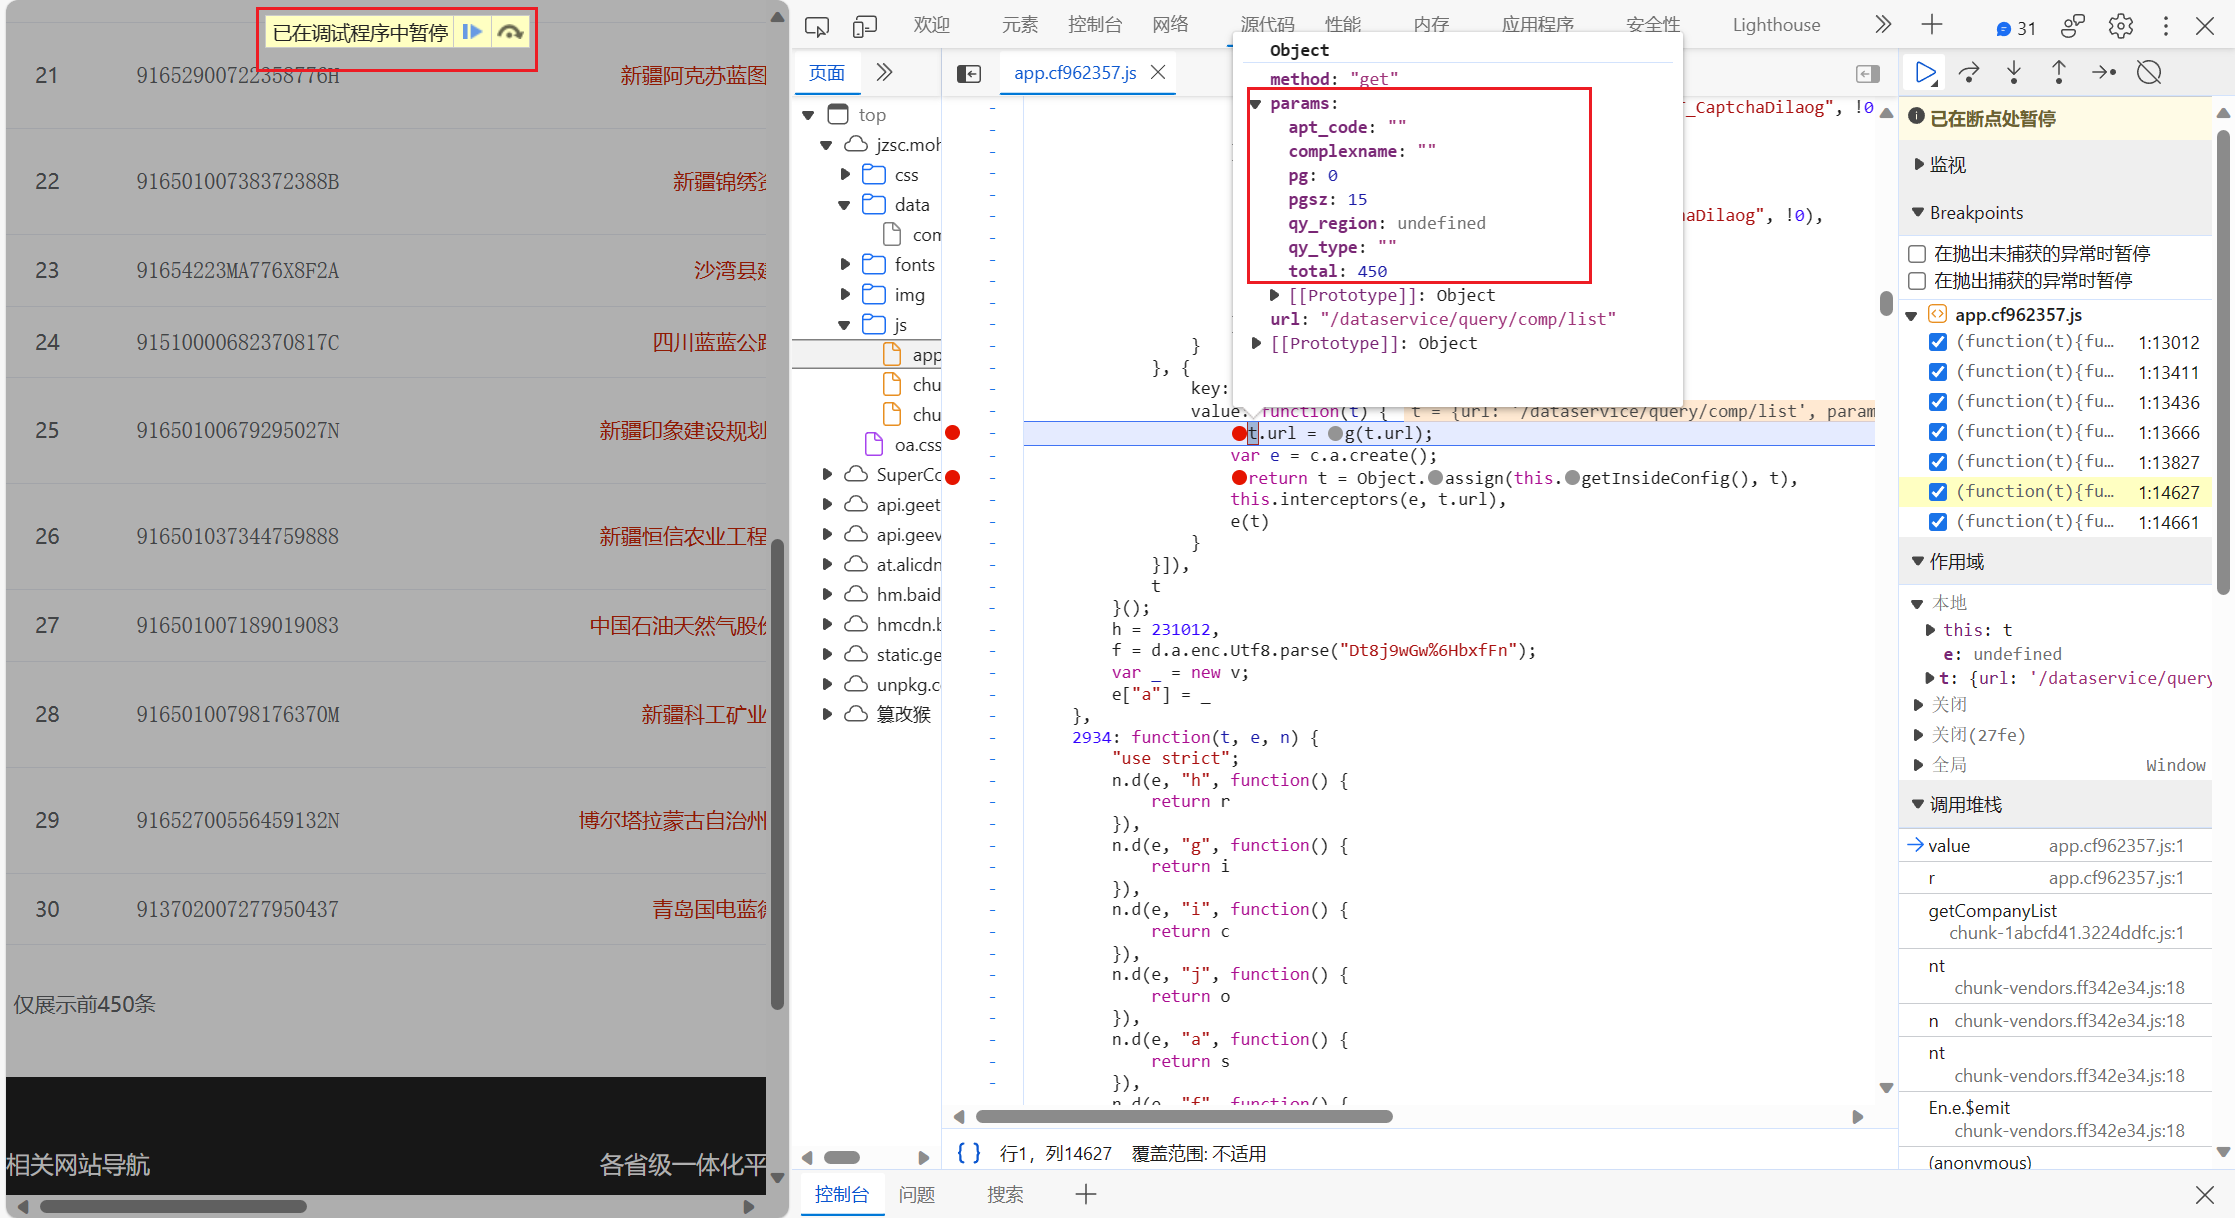 已在调试程序中暂停
21 91652900722358776H 新疆阿克苏蓝图
22 91650100738372388B 新疆锦绣资
23 91654223MA776X8F2A 沙湾县建
24 91510000682370817C 四川蓝蓝公路
25 91650100679295027N 新疆印象建设规划
26 916501037344759888 新疆恒信农业工程
27 916501007189019083 中国石油天然气股份
28 91650100798176370M 新疆科工矿业
29 91652700556459132N 博尔塔拉蒙古自治州
30 913702007277950437 青岛国电蓝德
仅展示前450条
相关网站导航 各省级一体化平
欢迎 元素 控制台 网络 源代码 性能 内存 应用程序 安全性 Lighthouse 31
页面
top
jzsc.moh
css
data
com
fonts
img
js
app
chu
chu
oa.css
SuperCo
api.geet
api.geev
at.alicdn
hm.baid
hmcdn.b
static.ge
unpkg.c
篡改猴
app.cf962357.js
Object
method: "get"
params:
apt_code: ""
complexname: ""
pg: 0
pgsz: 15
qy_region: undefined
qy_type: ""
total: 450
[[Prototype]]: Object
url: "/dataservice/query/comp/list"
[[Prototype]]: Object
T_CaptchaDilaog", !0
haDilaog", !0),
}
}, {
key:
value: function(t) { t = {url: '/dataservice/query/comp/list', param
t.url = g(t.url);
var e = c.a.create();
return t = Object.assign(this.getInsideConfig(), t),
this.interceptors(e, t.url),
e(t)
}
}]),
t
}();
h = 231012,
f = d.a.enc.Utf8.parse("Dt8j9wGw%6HbxfFn");
var _ = new v;
e["a"] = _
},
2934: function(t, e, n) {
"use strict";
n.d(e, "h", function() {
return r
}),
n.d(e, "g", function() {
return i
}),
n.d(e, "i", function() {
return c
}),
n.d(e, "j", function() {
return o
}),
n.d(e, "a", function() {
return s
}),
n.d(e, "f", function() {
{ } 行1，列14627 覆盖范围: 不适用
控制台 问题 搜索
已在断点处暂停
监视
Breakpoints
在抛出未捕获的异常时暂停
在抛出捕获的异常时暂停
app.cf962357.js
(function(t){fu... 1:13012
(function(t){fu... 1:13411
(function(t){fu... 1:13436
(function(t){fu... 1:13666
(function(t){fu... 1:13827
(function(t){fu... 1:14627
(function(t){fu... 1:14661
作用域
本地
this: t
e: undefined
t: {url: '/dataservice/query
关闭
关闭(27fe)
全局 Window
调用堆栈
value app.cf962357.js:1
r app.cf962357.js:1
getCompanyList
chunk-1abcfd41.3224ddfc.js:1
nt
chunk-vendors.ff342e34.js:18
n chunk-vendors.ff342e34.js:18
nt
chunk-vendors.ff342e34.js:18
En.e.$emit
chunk-vendors.ff342e34.js:18
(anonymous)